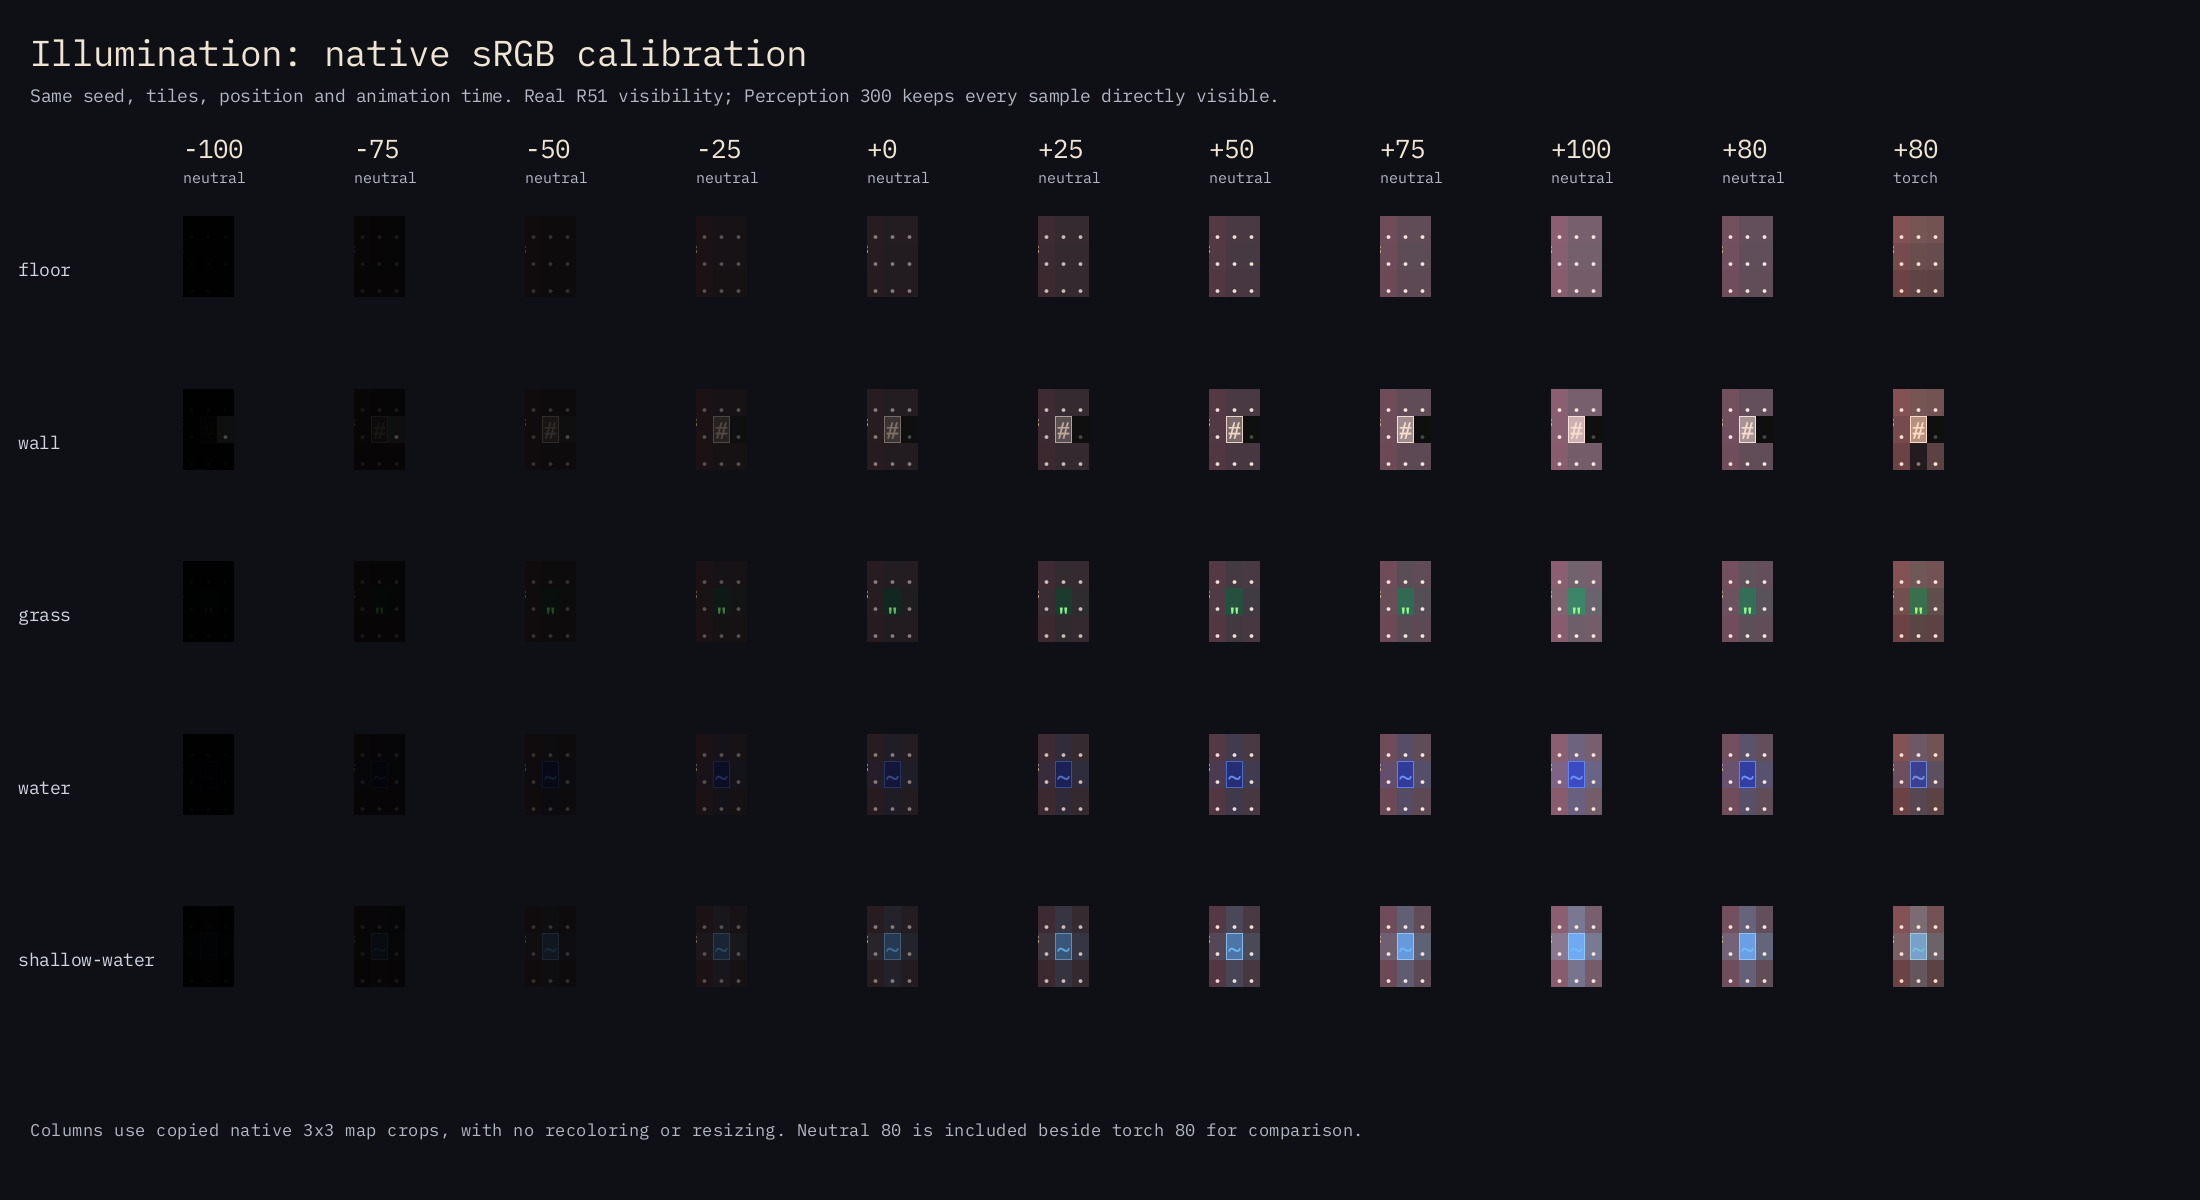 Illumination: native sRGB calibration
Same seed, tiles, position and animation time. Real R51 visibility; Perception 300 keeps every sample directly visible.
-100 -75 -50 -25 +0 +25 +50 +75 +100 +80 +80
neutral neutral neutral neutral neutral neutral neutral neutral neutral neutral torch
floor
wall # # # # # # # # # #
grass " " " " " " " " " "
water ~ ~ ~ ~ ~ ~ ~ ~ ~ ~
shallow-water ~ ~ ~ ~ ~ ~ ~ ~ ~ ~
Columns use copied native 3x3 map crops, with no recoloring or resizing. Neutral 80 is included beside torch 80 for comparison.